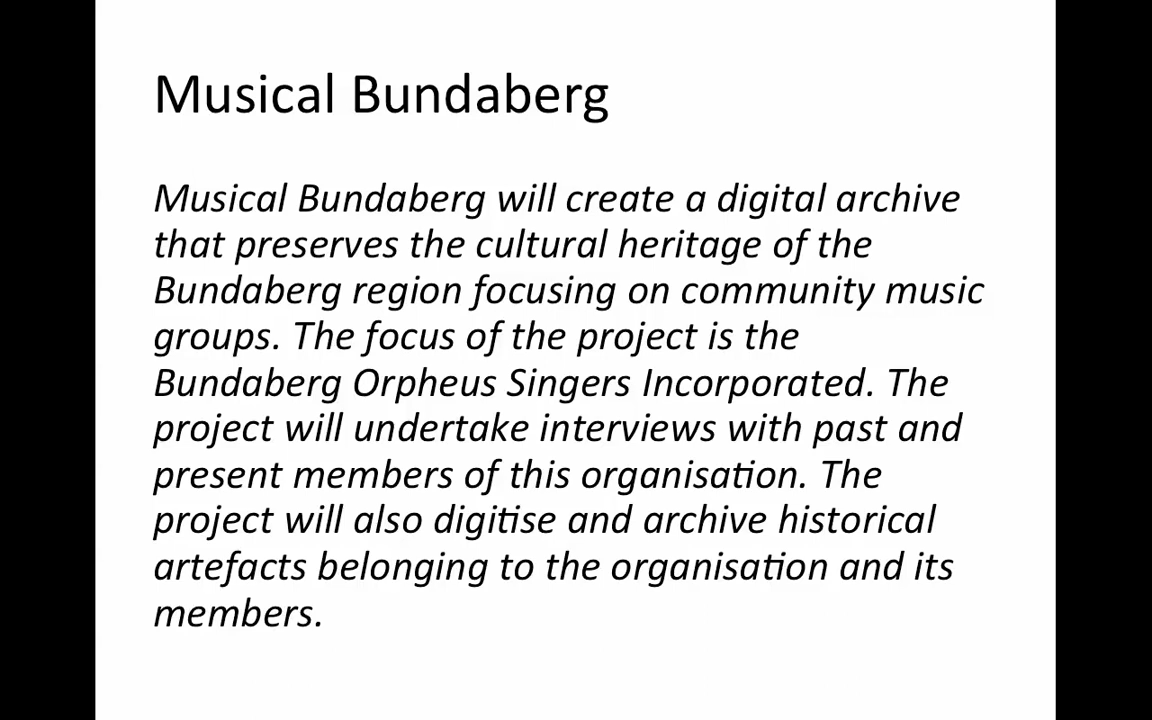 Musical Bundaberg
Musical Bundaberg will create a digital archive
that preserves the cultural heritage of the
Bundaberg region focusing on community music
groups. The focus of the project is the
Bundaberg Orpheus Singers Incorporated. The
project will undertake interviews with past and
present members of this organisation. The
project will also digitise and archive historical
artefacts belonging to the organisation and its
members.